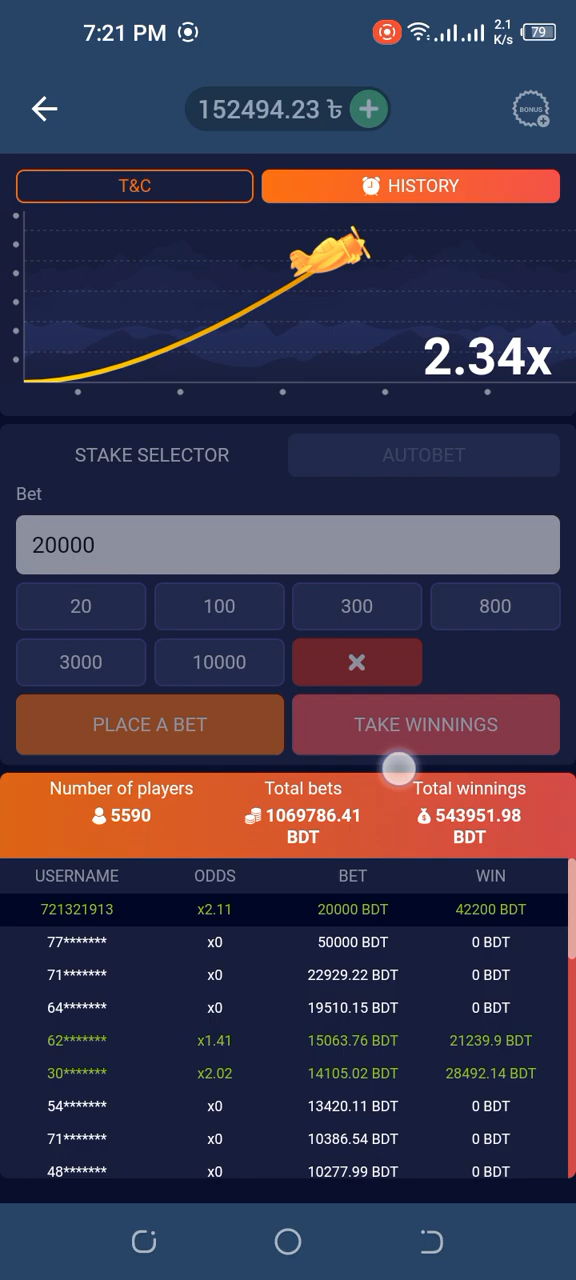 7:21 PM
2.1
K/s
79
152494.23 ৳
BONUS
T&C
HISTORY
2.34x
STAKE SELECTOR
AUTOBET
Bet
20000
20
100
300
800
3000
10000
PLACE A BET
TAKE WINNINGS
Number of players
Total bets
Total winnings
5590
1069786.41
BDT
543951.98
BDT
USERNAME ODDS BET WIN
721321913 x2.11 20000 BDT 42200 BDT
77******* x0 50000 BDT 0 BDT
71******* x0 22929.22 BDT 0 BDT
64******* x0 19510.15 BDT 0 BDT
62******* x1.41 15063.76 BDT 21239.9 BDT
30******* x2.02 14105.02 BDT 28492.14 BDT
54******* x0 13420.11 BDT 0 BDT
71******* x0 10386.54 BDT 0 BDT
48******* x0 10277.99 BDT 0 BDT